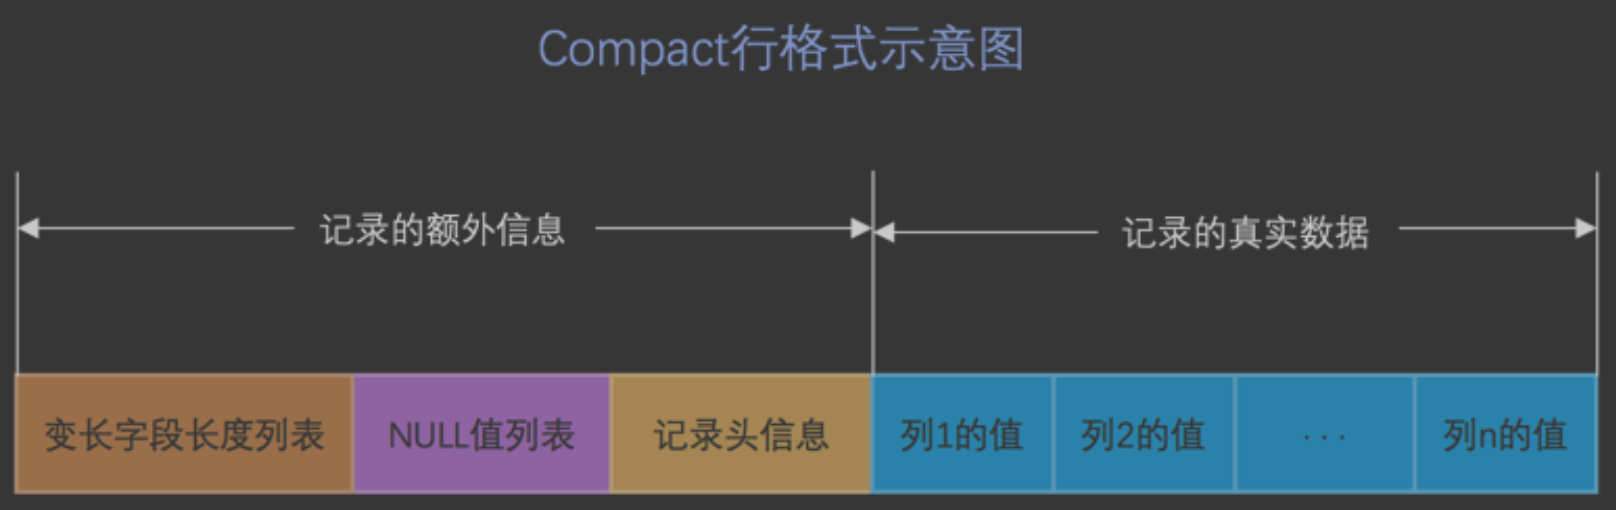 Compact行格式示意图
记录的额外信息 记录的真实数据
变长字段长度列表 NULL值列表 记录头信息 列1的值 列2的值 ... 列n的值